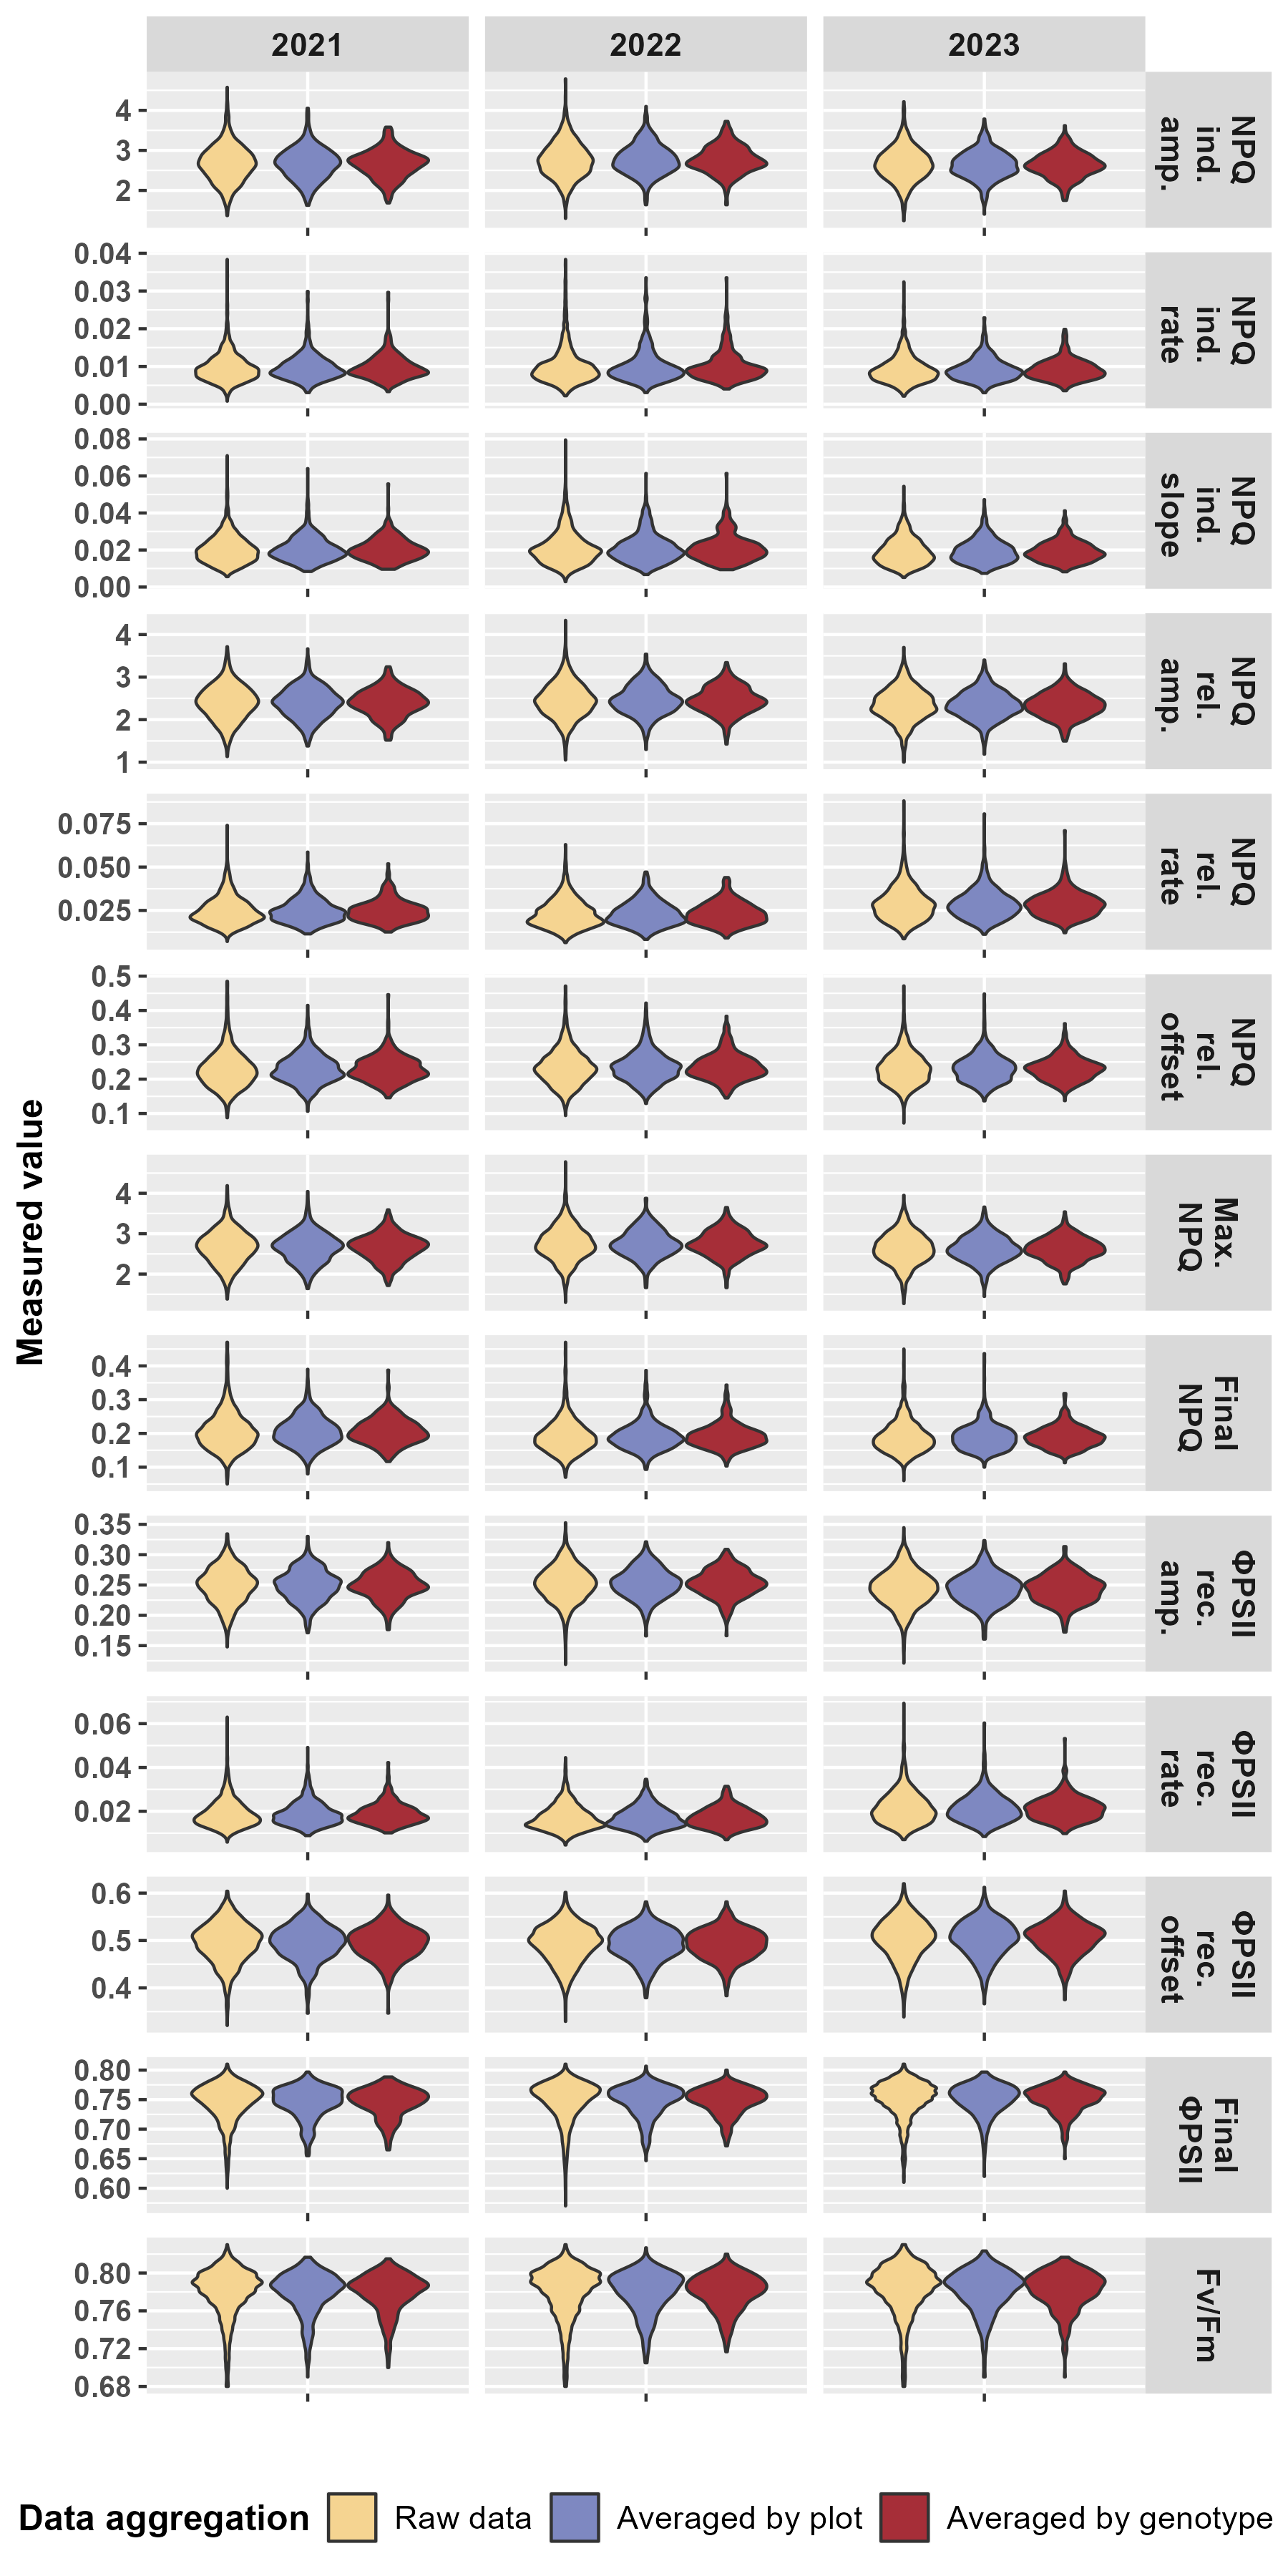 2021 2022 2023
4
3
2
NPQ
ind.
amp.
0.04
0.03
0.02
0.01
0.00
NPQ
ind.
rate
0.08
0.06
0.04
0.02
0.00
NPQ
ind.
slope
4
3
2
1
NPQ
rel.
amp.
0.075
0.050
0.025
NPQ
rel.
rate
0.5
0.4
0.3
0.2
0.1
NPQ
rel.
offset
Measured value
4
3
2
Max.
NPQ
0.4
0.3
0.2
0.1
Final
NPQ
0.35
0.30
0.25
0.20
0.15
ΦPSII
rec.
amp.
0.06
0.04
0.02
ΦPSII
rec.
rate
0.6
0.5
0.4
ΦPSII
rec.
offset
0.80
0.75
0.70
0.65
0.60
Final
ΦPSII
0.80
0.76
0.72
0.68
Fv/Fm
Data aggregation Raw data Averaged by plot Averaged by genotype